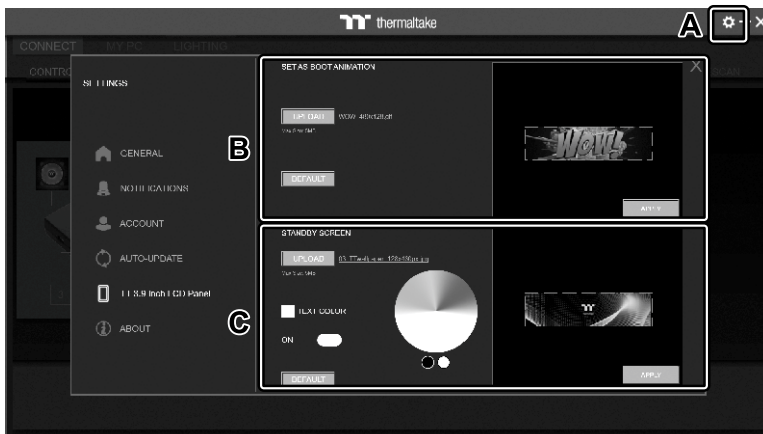 thermaltake
A
CONNECT MY PC LIGHTING
SETTINGS
GENERAL
NOTIFICATIONS
ACCOUNT
AUTO-UPDATE
TT 3.9 Inch LCD Panel
ABOUT
B
SET AS BOOT ANIMATION
X
UPLOAD
DEFAULT
WOW!
APPLY
C
STANDBY SCREEN
UPLOAD
TEXT COLOR
ON
DEFAULT
APPLY